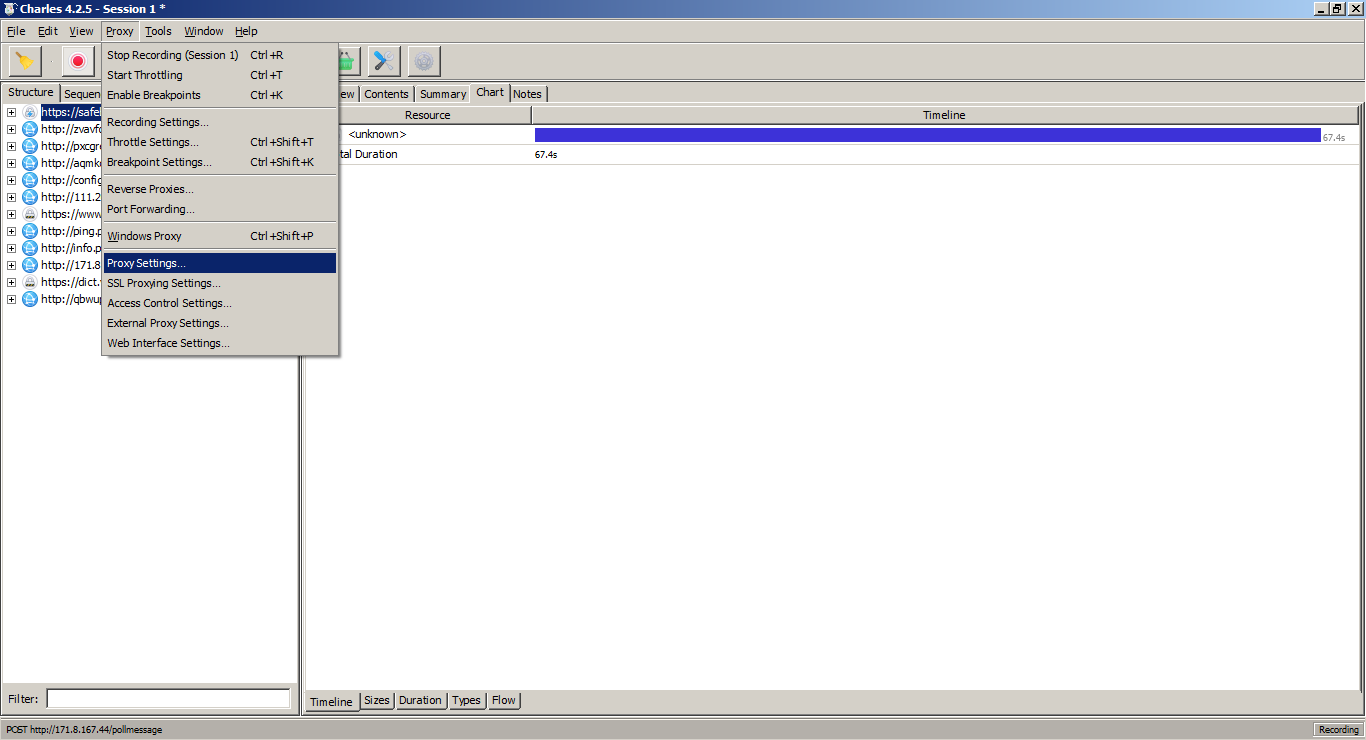 Charles 4.2.5 - Session 1 *
File Edit View Proxy Tools Window Help
Stop Recording (Session 1) Ctrl+R
Start Throttling Ctrl+T
Enable Breakpoints Ctrl+K
Recording Settings...
Throttle Settings... Ctrl+Shift+T
Breakpoint Settings... Ctrl+Shift+K
Reverse Proxies...
Port Forwarding...
Windows Proxy Ctrl+Shift+P
Proxy Settings...
SSL Proxying Settings...
Access Control Settings...
External Proxy Settings...
Web Interface Settings...
Structure Sequen
https://safe
http://zvavf
http://pxcgr
http://aqmk
http://config
http://111.2
https://www
http://ping.p
http://info.p
http://171.8
https://dict.
http://qbwu
Filter:
ew Contents Summary Chart Notes
Resource Timeline
<unknown> 67.4s
tal Duration 67.4s
Timeline Sizes Duration Types Flow
POST http://171.8.167.44/pollmessage Recording